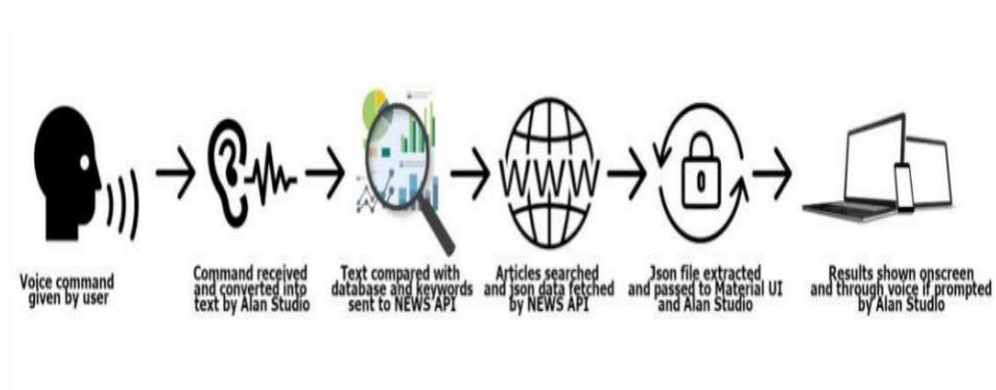 WWW
Voice command
given by user
Command received
and converted into
text by Alan Studio
Text compared with
database and keywords
sent to NEWS API
Articles searched
and json data fetched
by NEWS API
Json file extracted
and passed to Material UI
and Alan Studio
Results shown onscreen
and through voice if prompted
by Alan Studio